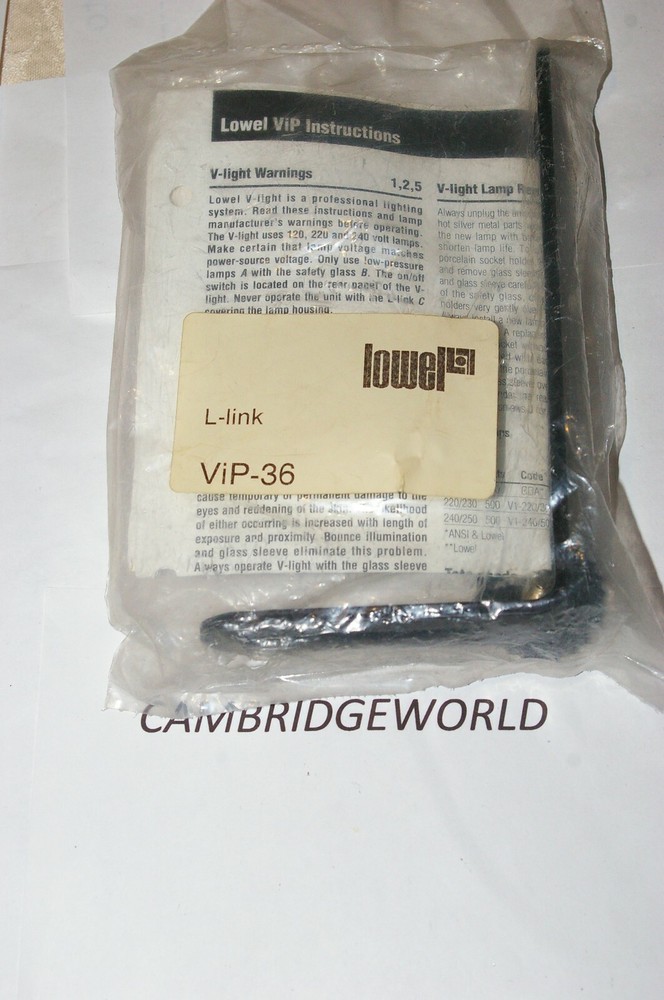 Lowel ViP Instructions
V-light Warnings 1,2,5
Lowel V-light is a professional lighting
system. Read these instructions and lamp
manufacturer's warnings before operating.
The V-light uses 120, 220 and 240 volt lamps.
Make certain that lamp voltage matches
power-source voltage. Only use low-pressure
lamps A with the safety glass B. The on/off
switch is located on the rear panel of the V-
light. Never operate the unit with the L-link C
covering the lamp housing.
V-light Lamp
Always unplug the
hot silver metal parts
the new lamp with
shorten lamp life. To
porcelain socket holder
and remove glass
and glass
of the safety glass.
holders very gently
lowel
L-link
ViP-36
cause temporary or permanent damage to the
eyes and reddening of the likelihood
of either occurring is increased with length of
exposure and proximity. Bounce illumination
and glass sleeve eliminate this problem.
Always operate V-light with the glass sleeve
Code
220/230 500
240/250 500
*ANSI & Lowel
**Lowel
CAMBRIDGEWORLD